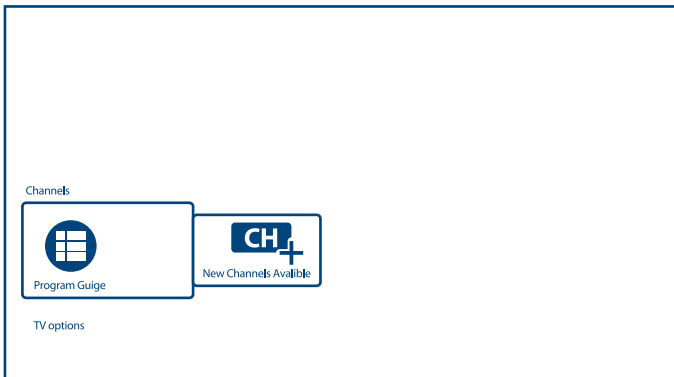 Channels
CH
Program Guige
New Channels Avalible
TV options